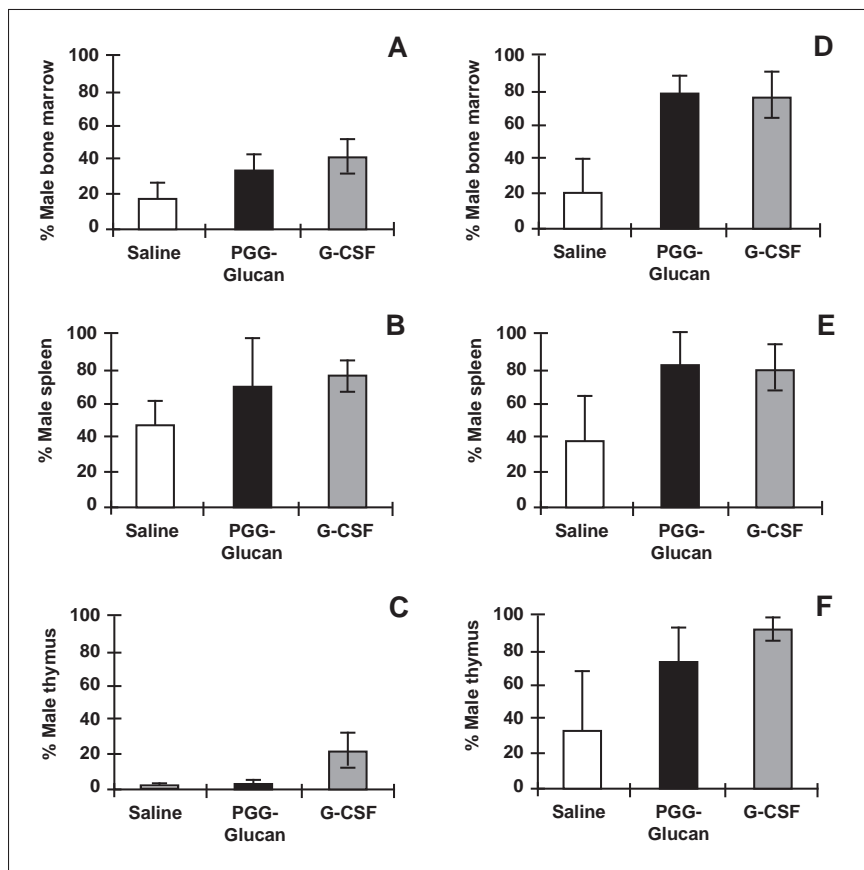 A
% Male bone marrow
100
80
60
40
20
0
Saline
PGG-
Glucan
G-CSF
D
% Male bone marrow
100
80
60
40
20
0
Saline
PGG-
Glucan
G-CSF
B
% Male spleen
100
80
60
40
20
0
Saline
PGG-
Glucan
G-CSF
E
% Male spleen
100
80
60
40
20
0
Saline
PGG-
Glucan
G-CSF
C
% Male thymus
100
80
60
40
20
0
Saline
PGG-
Glucan
G-CSF
F
% Male thymus
100
80
60
40
20
0
Saline
PGG-
Glucan
G-CSF